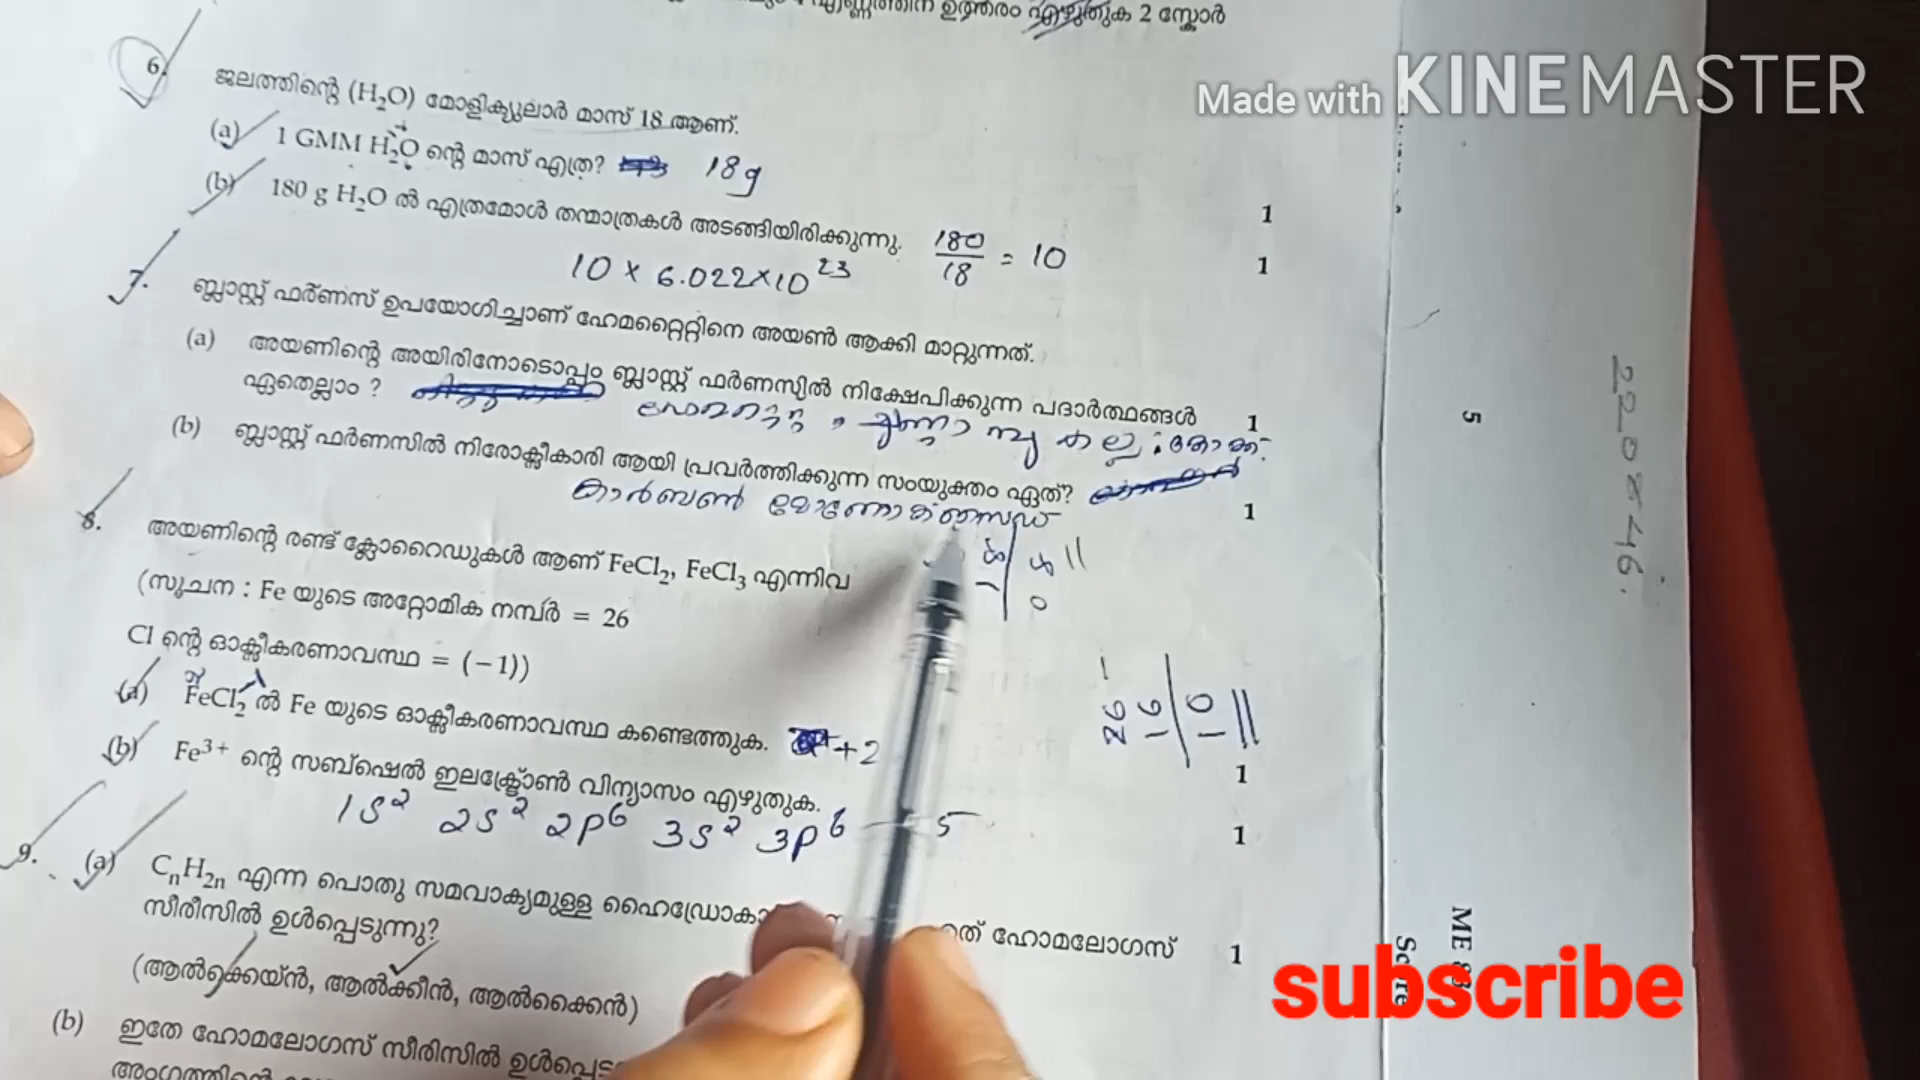 ഉത്തരം എഴുതുക 2 സ്കോർ
Made with KINEMASTER
6. ജലത്തിന്റെ (H₂O) മോളിക്യുലാർ മാസ് 18 ആണ്.
(a) 1 GMM H₂O ന്റെ മാസ് എത്ര? 18g
1
(b) 180 g H₂O ൽ എത്രമോൾ തന്മാത്രകൾ അടങ്ങിയിരിക്കുന്നു. 180/18 = 10
1
10 × 6.022×10²³
7. ബ്ലാസ്റ്റ് ഫർണസ് ഉപയോഗിച്ചാണ് ഹേമറ്റൈറ്റിനെ അയൺ ആക്കി മാറ്റുന്നത്.
(a) അയണിന്റെ അയിരിനോടൊപ്പം ബ്ലാസ്റ്റ് ഫർണസിൽ നിക്ഷേപിക്കുന്ന പദാർത്ഥങ്ങൾ 1
ഏതെല്ലാം ?
(b) ബ്ലാസ്റ്റ് ഫർണസിൽ നിരോക്സീകാരി ആയി പ്രവർത്തിക്കുന്ന സംയുക്തം ഏത്?
കാർബൺ മോണോക്സൈഡ് 1
8. അയണിന്റെ രണ്ട് ക്ലോറൈഡുകൾ ആണ് FeCl₂, FeCl₃ എന്നിവ
(സൂചന : Fe യുടെ അറ്റോമിക നമ്പർ = 26
Cl ന്റെ ഓക്സീകരണാവസ്ഥ = (−1))
(a) FeCl₂ ൽ Fe യുടെ ഓക്സീകരണാവസ്ഥ കണ്ടെത്തുക. +2
1
(b) Fe³⁺ ന്റെ സബ്ഷെൽ ഇലക്ട്രോൺ വിന്യാസം എഴുതുക.
1s² 2s² 2p⁶ 3s² 3p⁶ 5
1
9. (a) CₙH₂ₙ എന്ന പൊതു സമവാക്യമുള്ള ഹോമലോഗസ് 1
സീരീസിൽ ഉൾപ്പെടുന്നു?
(ആൽക്കെയ്ൻ, ആൽക്കീൻ, ആൽക്കൈൻ)
(b) ഇതേ ഹോമലോഗസ് സീരിസിൽ
5
220846.
26
16
10
subscribe